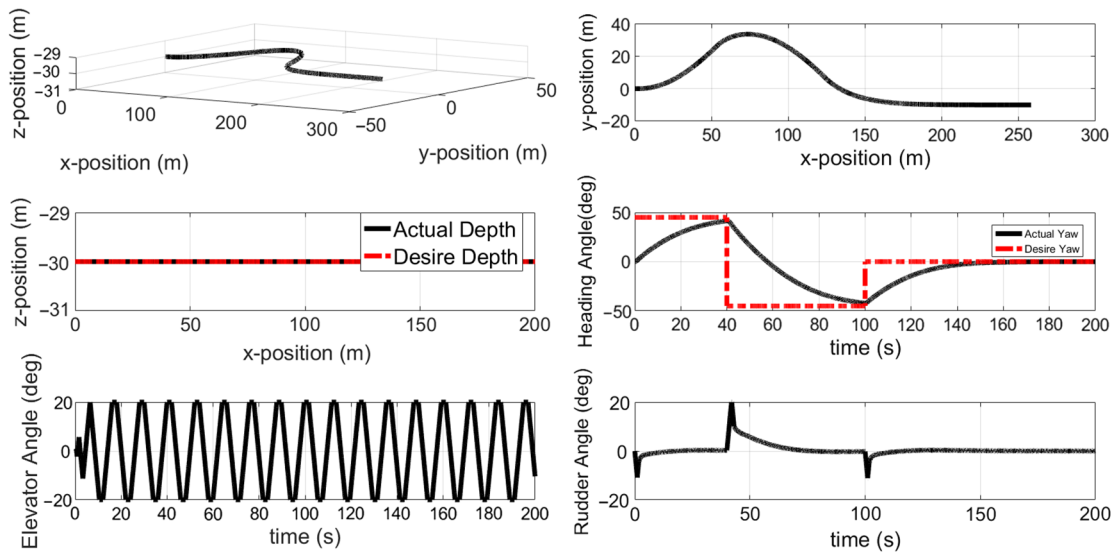 z-position (m)
−29
−30
−31
0
100
200
300
−50
0
50
x-position (m)
y-position (m)
y-position (m)
40
20
0
−20
0 50 100 150 200 250 300
x-position (m)
z-position (m)
−29
−30
−31
Actual Depth
Desire Depth
0 50 100 150 200
x-position (m)
Heading Angle(deg)
50
0
−50
Actual Yaw
Desire Yaw
0 20 40 60 80 100 120 140 160 180 200
time (s)
Elevator Angle (deg)
20
0
−20
0 20 40 60 80 100 120 140 160 180 200
time (s)
Rudder Angle (deg)
20
0
−20
0 50 100 150 200
time (s)